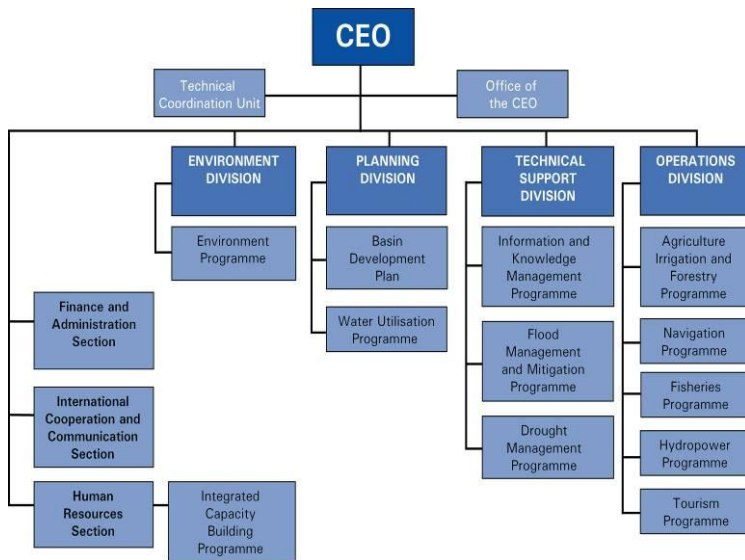 CEO
Technical
Coordination Unit
Office of
the CEO
ENVIRONMENT
DIVISION
PLANNING
DIVISION
TECHNICAL
SUPPORT
DIVISION
OPERATIONS
DIVISION
Environment
Programme
Basin
Development
Plan
Information and
Knowledge
Management
Programme
Agriculture
Irrigation and
Forestry
Programme
Finance and
Administration
Section
Water Utilisation
Programme
Flood
Management
and Mitigation
Programme
Navigation
Programme
Fisheries
Programme
International
Cooperation and
Communication
Section
Drought
Management
Programme
Hydropower
Programme
Human
Resources
Section
Integrated
Capacity
Building
Programme
Tourism
Programme